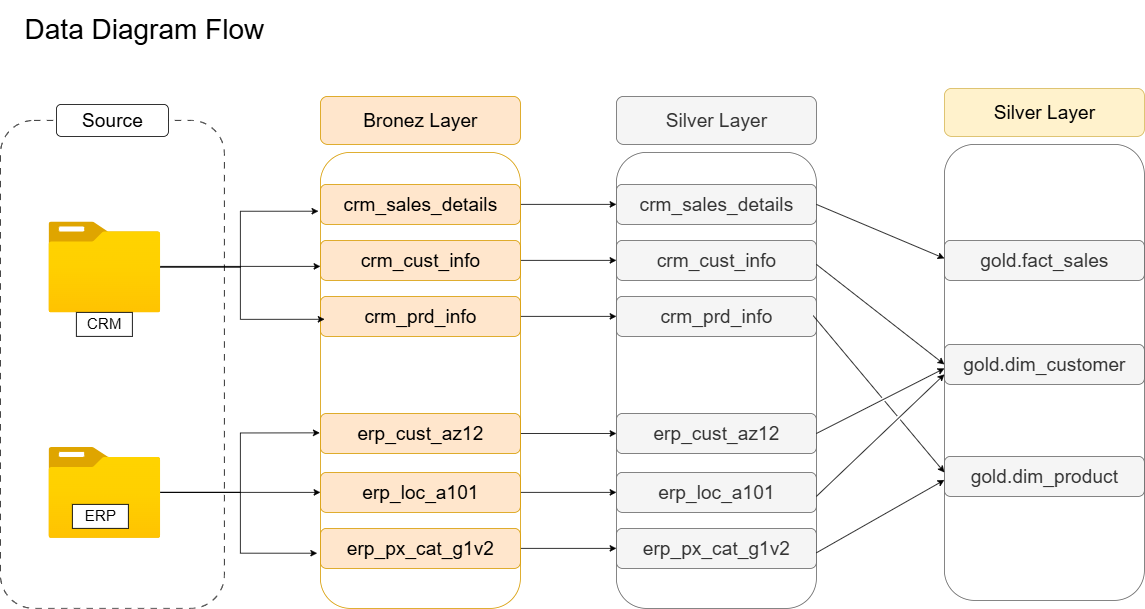 Data Diagram Flow
Source
CRM
ERP
Bronez Layer
crm_sales_details
crm_cust_info
crm_prd_info
erp_cust_az12
erp_loc_a101
erp_px_cat_g1v2
Silver Layer
crm_sales_details
crm_cust_info
crm_prd_info
erp_cust_az12
erp_loc_a101
erp_px_cat_g1v2
Silver Layer
gold.fact_sales
gold.dim_customer
gold.dim_product